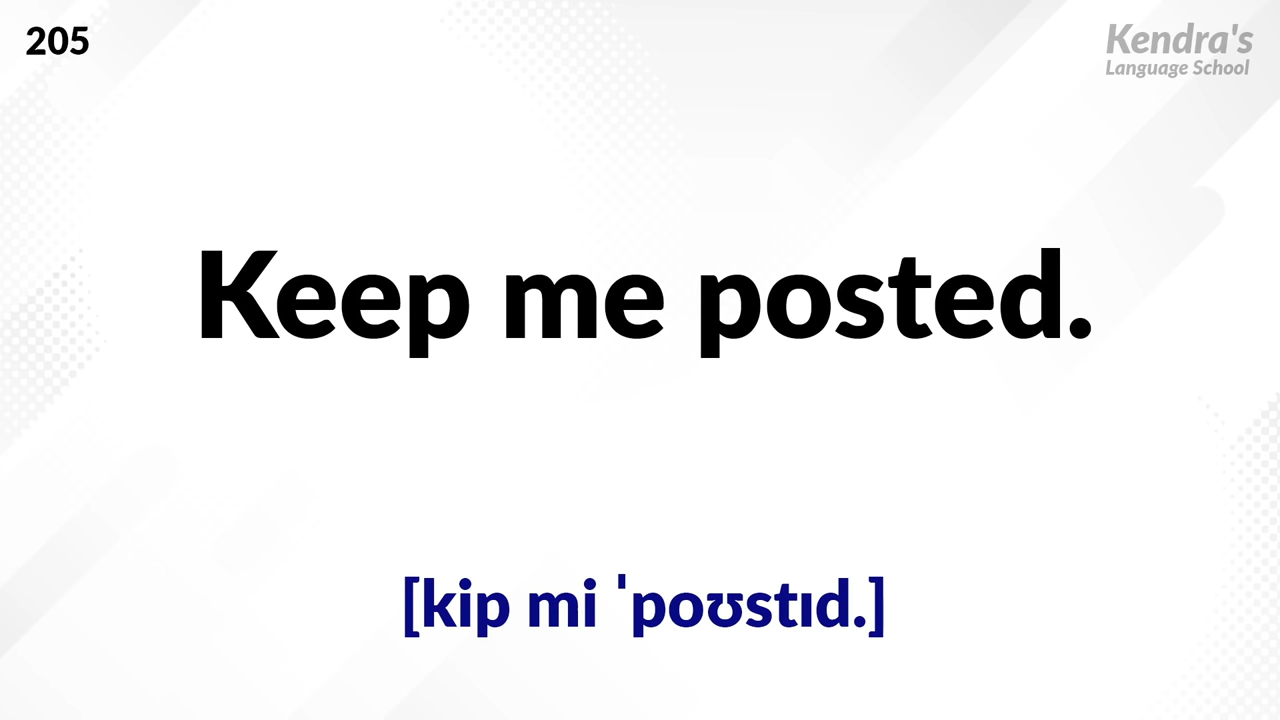 205
Kendra's
Language School
Keep me posted.
[kip mi ˈpoʊstɪd.]